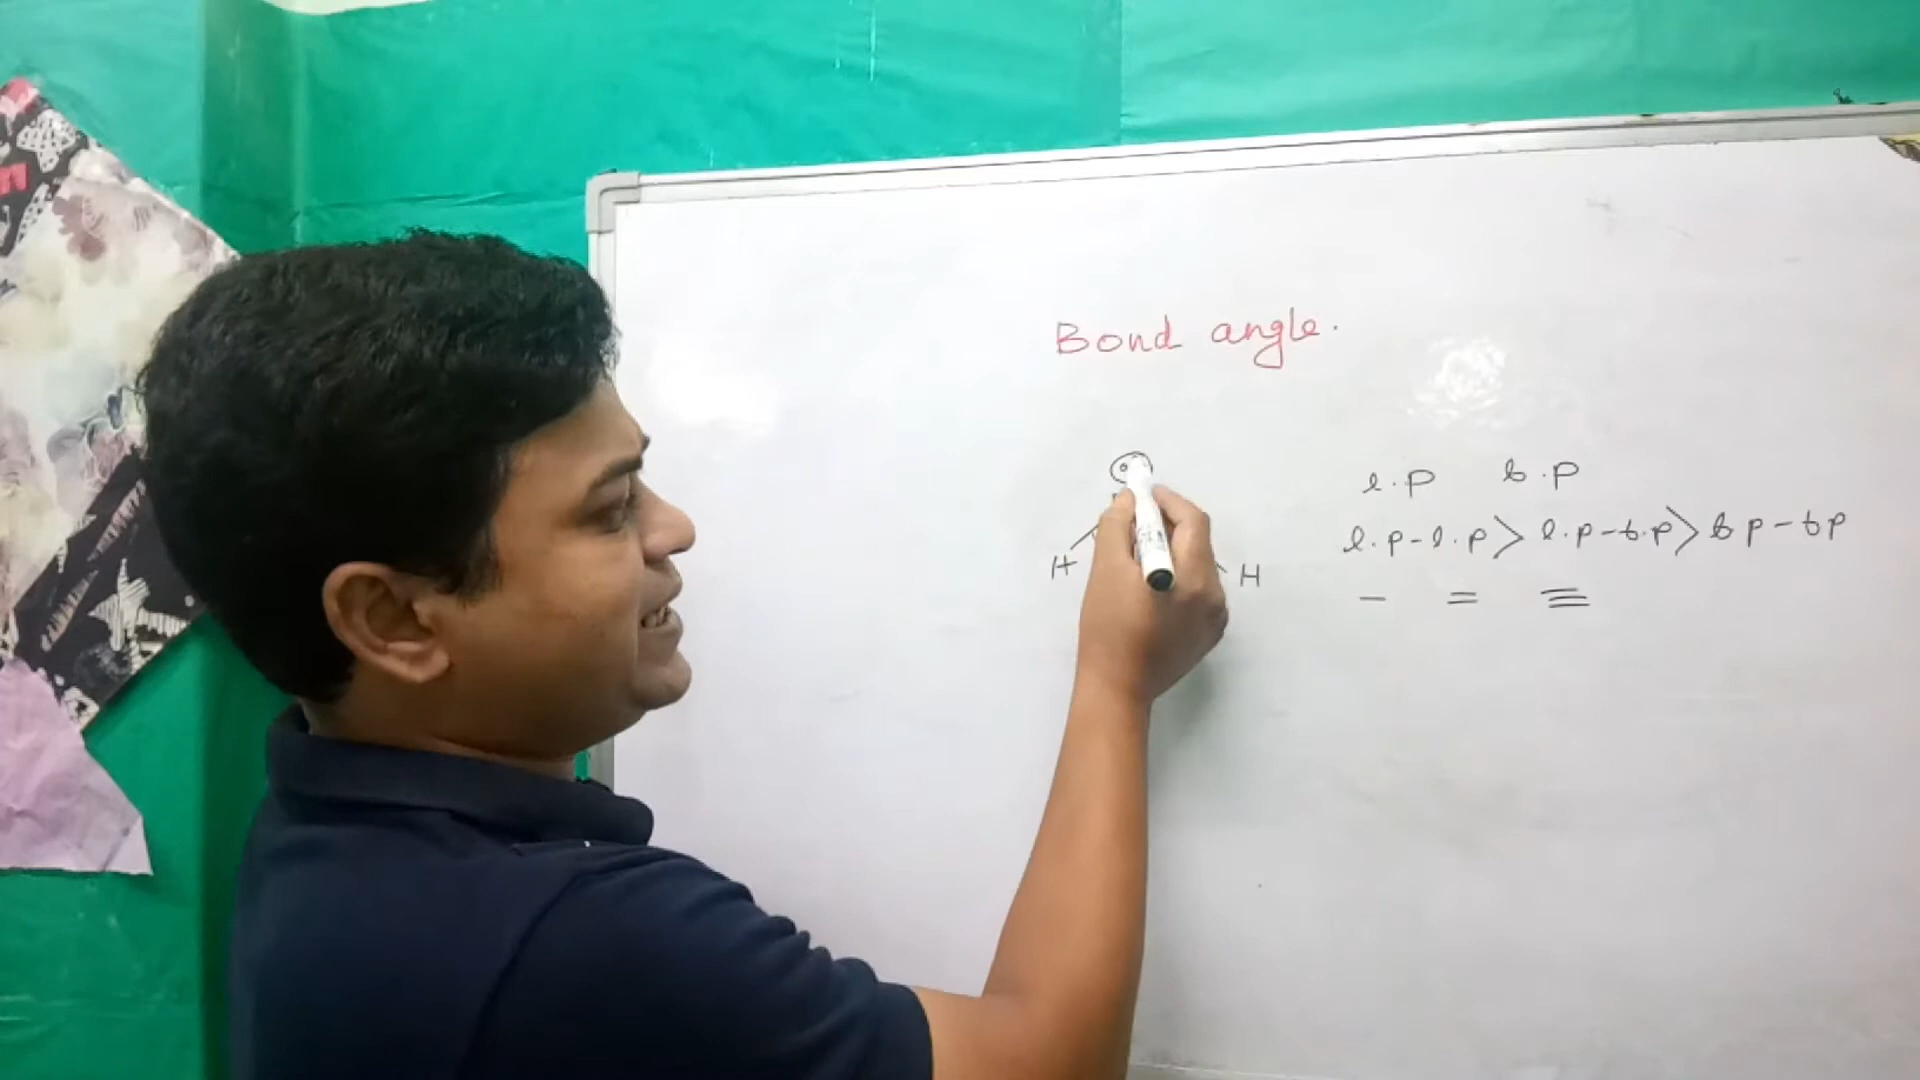 Bond angle.
l.p b.p
l.p-l.p > l.p-b.p > b p - b p
H H
- = ≡